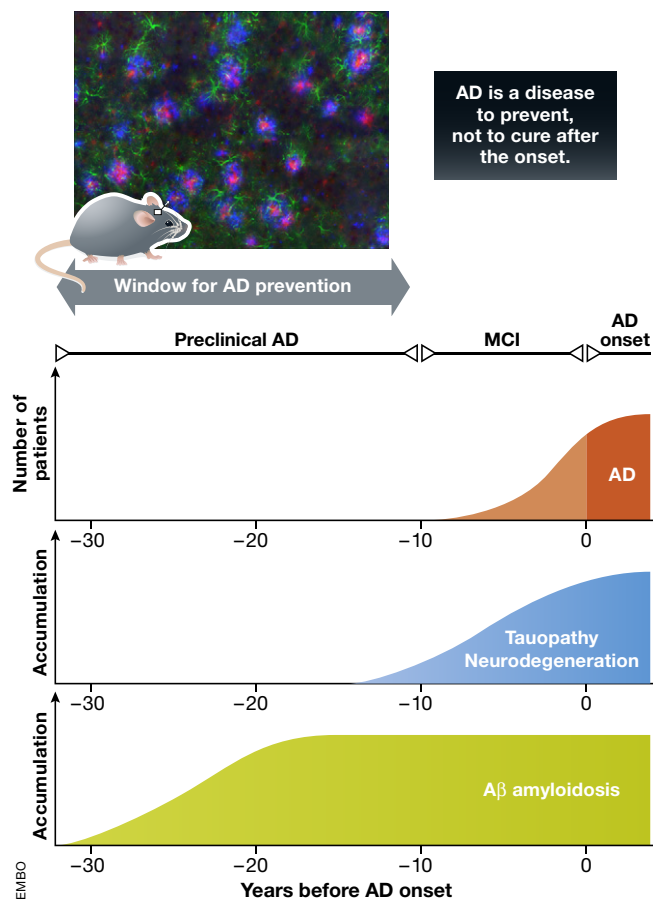 AD is a disease
to prevent,
not to cure after
the onset.
Window for AD prevention
Preclinical AD
MCI
AD
onset
Number of
patients
AD
−30
−20
−10
0
Accumulation
Tauopathy
Neurodegeneration
−30
−20
−10
0
Accumulation
Aβ amyloidosis
−30
−20
−10
0
Years before AD onset
EMBO